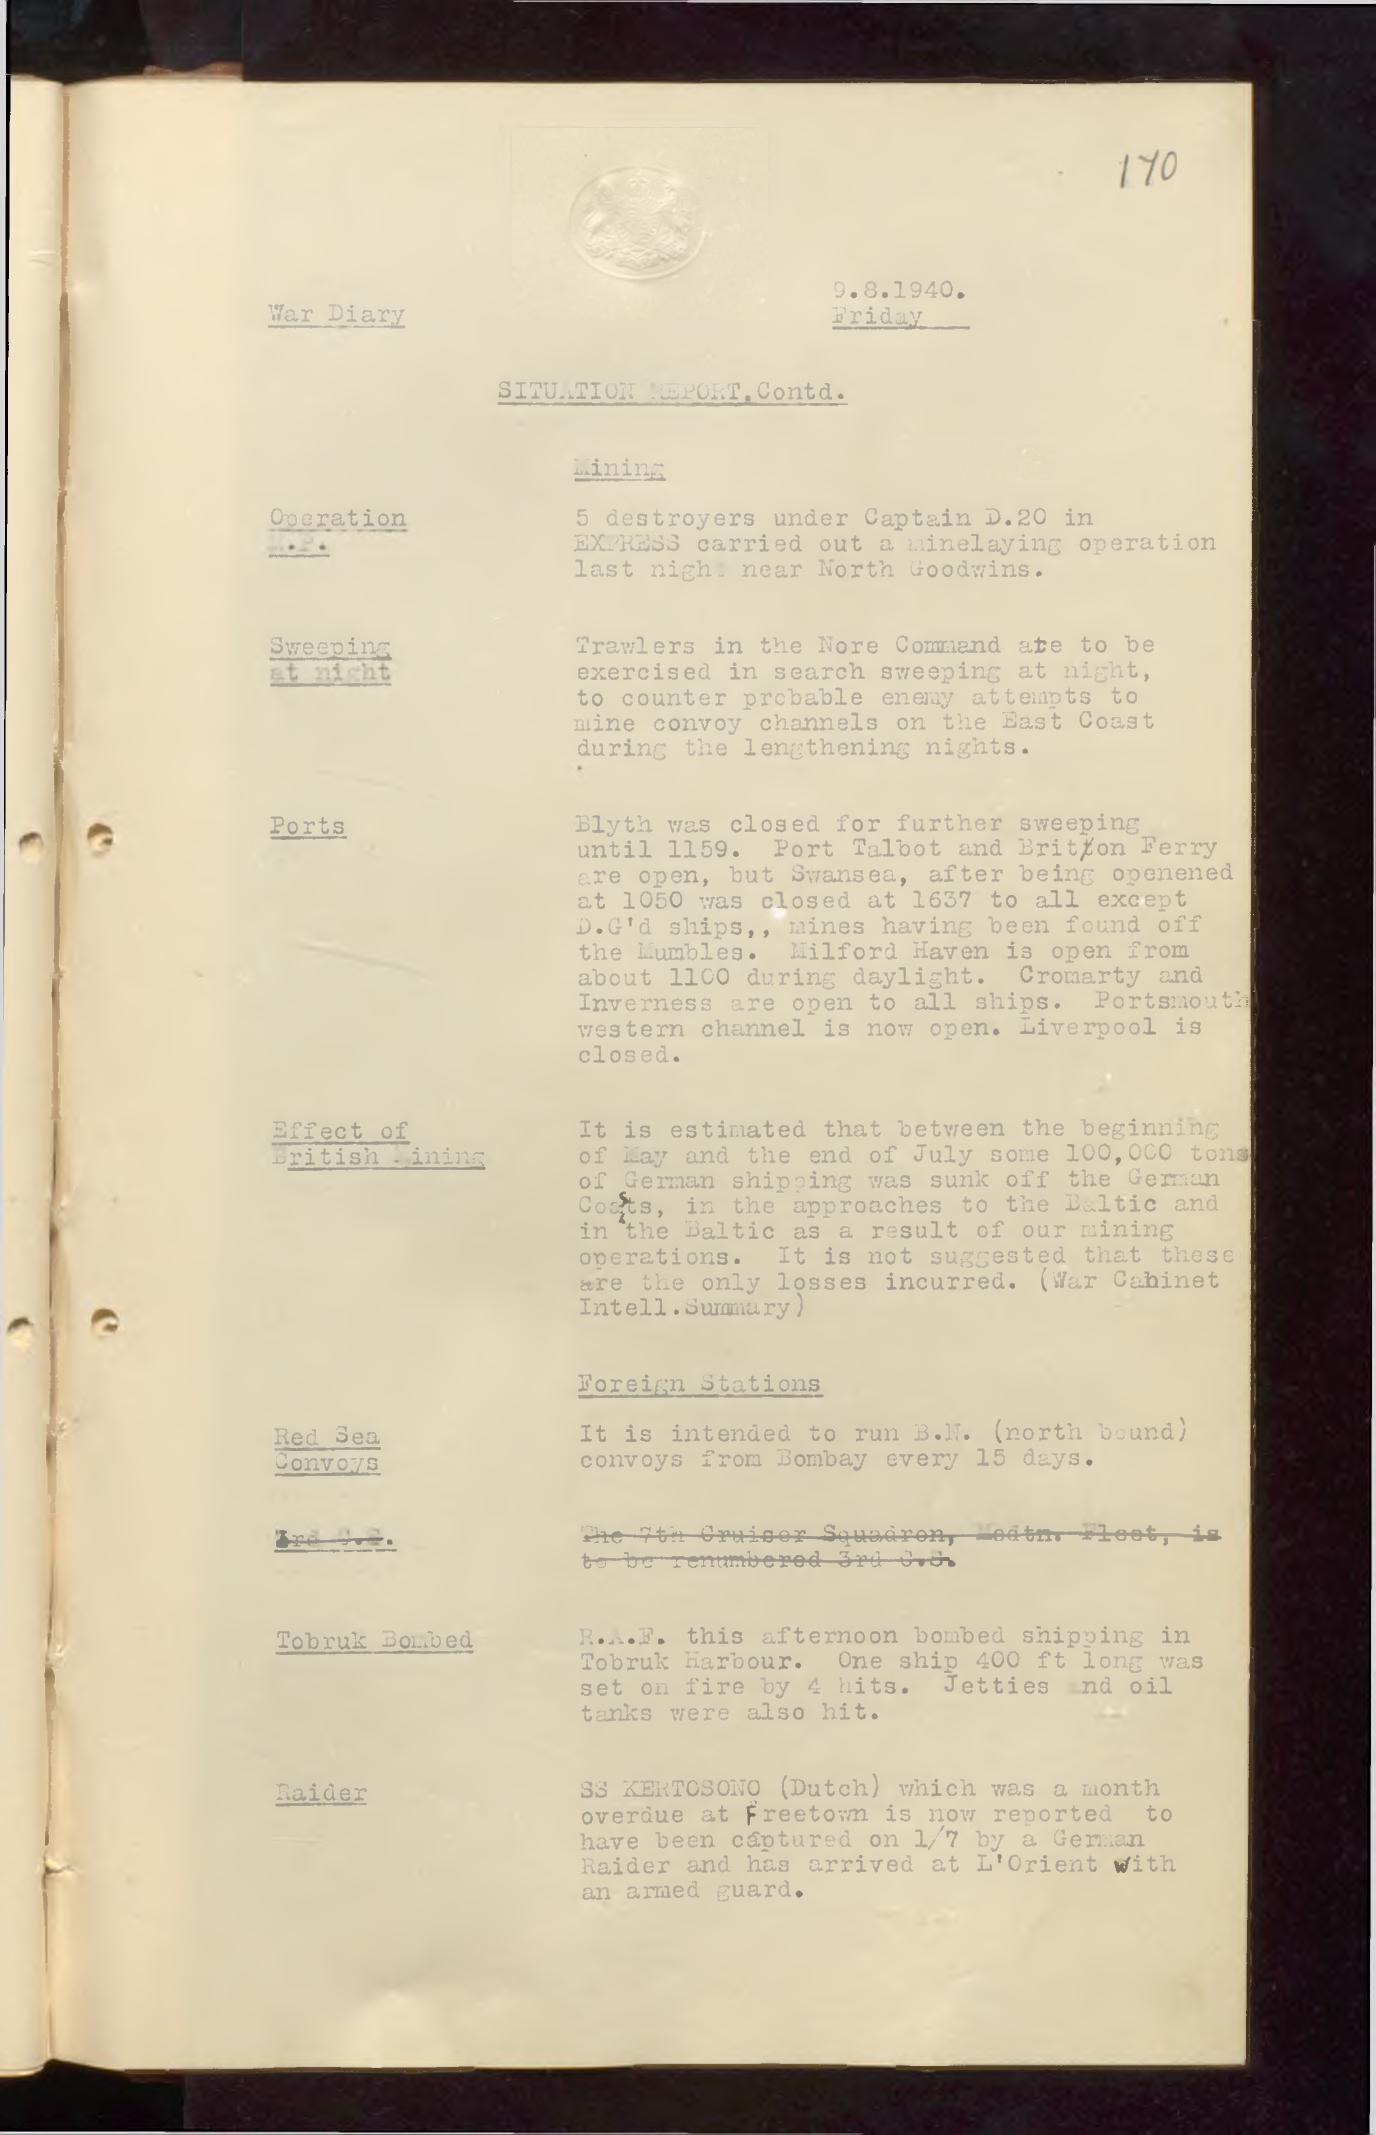 170
9.8.1940.
War Diary
Friday
SITUATION REPORT.Contd.
Mining
Operation
M.P.
5 destroyers under Captain D.20 in
EXPRESS carried out a minelaying operation
last night near North Goodwins.
Sweeping
at night
Trawlers in the Nore Command are to be
exercised in search sweeping at night,
to counter probable enemy attempts to
mine convoy channels on the East Coast
during the lengthening nights.
Ports
Blyth was closed for further sweeping
until 1159. Port Talbot and Briton Ferry
are open, but Swansea, after being openened
at 1050 was closed at 1637 to all except
D.G'd ships,, mines having been found off
the Mumbles. Milford Haven is open from
about 1100 during daylight. Cromarty and
Inverness are open to all ships. Portsmouth
western channel is now open. Liverpool is
closed.
Effect of
British Mining
It is estimated that between the beginning
of May and the end of July some 100,000 tons
of German shipping was sunk off the German
Coasts, in the approaches to the Baltic and
in the Baltic as a result of our mining
operations. It is not suggested that these
are the only losses incurred. (War Cabinet
Intell.Summary)
Foreign Stations
Red Sea
Convoys
It is intended to run B.N. (north bound)
convoys from Bombay every 15 days.
3rd C.S.
The 7th Cruiser Squadron, Medtn. Fleet, is
to be renumbered 3rd C.S.
Tobruk Bombed
R.A.F. this afternoon bombed shipping in
Tobruk Harbour. One ship 400 ft long was
set on fire by 4 hits. Jetties and oil
tanks were also hit.
Raider
SS KERTOSONO (Dutch) which was a month
overdue at Freetown is now reported to
have been captured on 1/7 by a German
Raider and has arrived at L'Orient with
an armed guard.